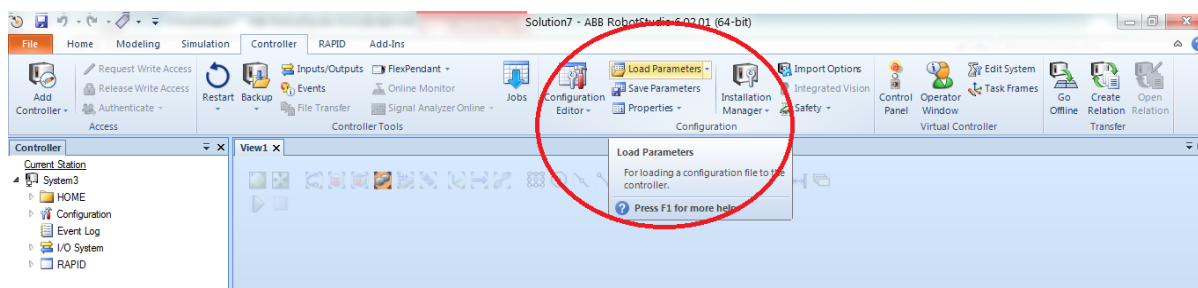 Solution7 - ABB RobotStudio 6.02.01 (64-bit)
File Home Modeling Simulation Controller RAPID Add-Ins
Request Write Access
Release Write Access
Authenticate
Add Controller
Access
Restart
Backup
Inputs/Outputs
Events
File Transfer
FlexPendant
Online Monitor
Signal Analyzer Online
Jobs
Controller Tools
Configuration Editor
Load Parameters
Save Parameters
Properties
Installation Manager
Import Options
Integrated Vision
Safety
Configuration
Control Panel
Operator Window
Edit System
Task Frames
Virtual Controller
Go Offline
Create Relation
Open Relation
Transfer
Controller
View1
Current Station
System3
HOME
Configuration
Event Log
I/O System
RAPID
Load Parameters
For loading a configuration file to the
controller.
Press F1 for more help.